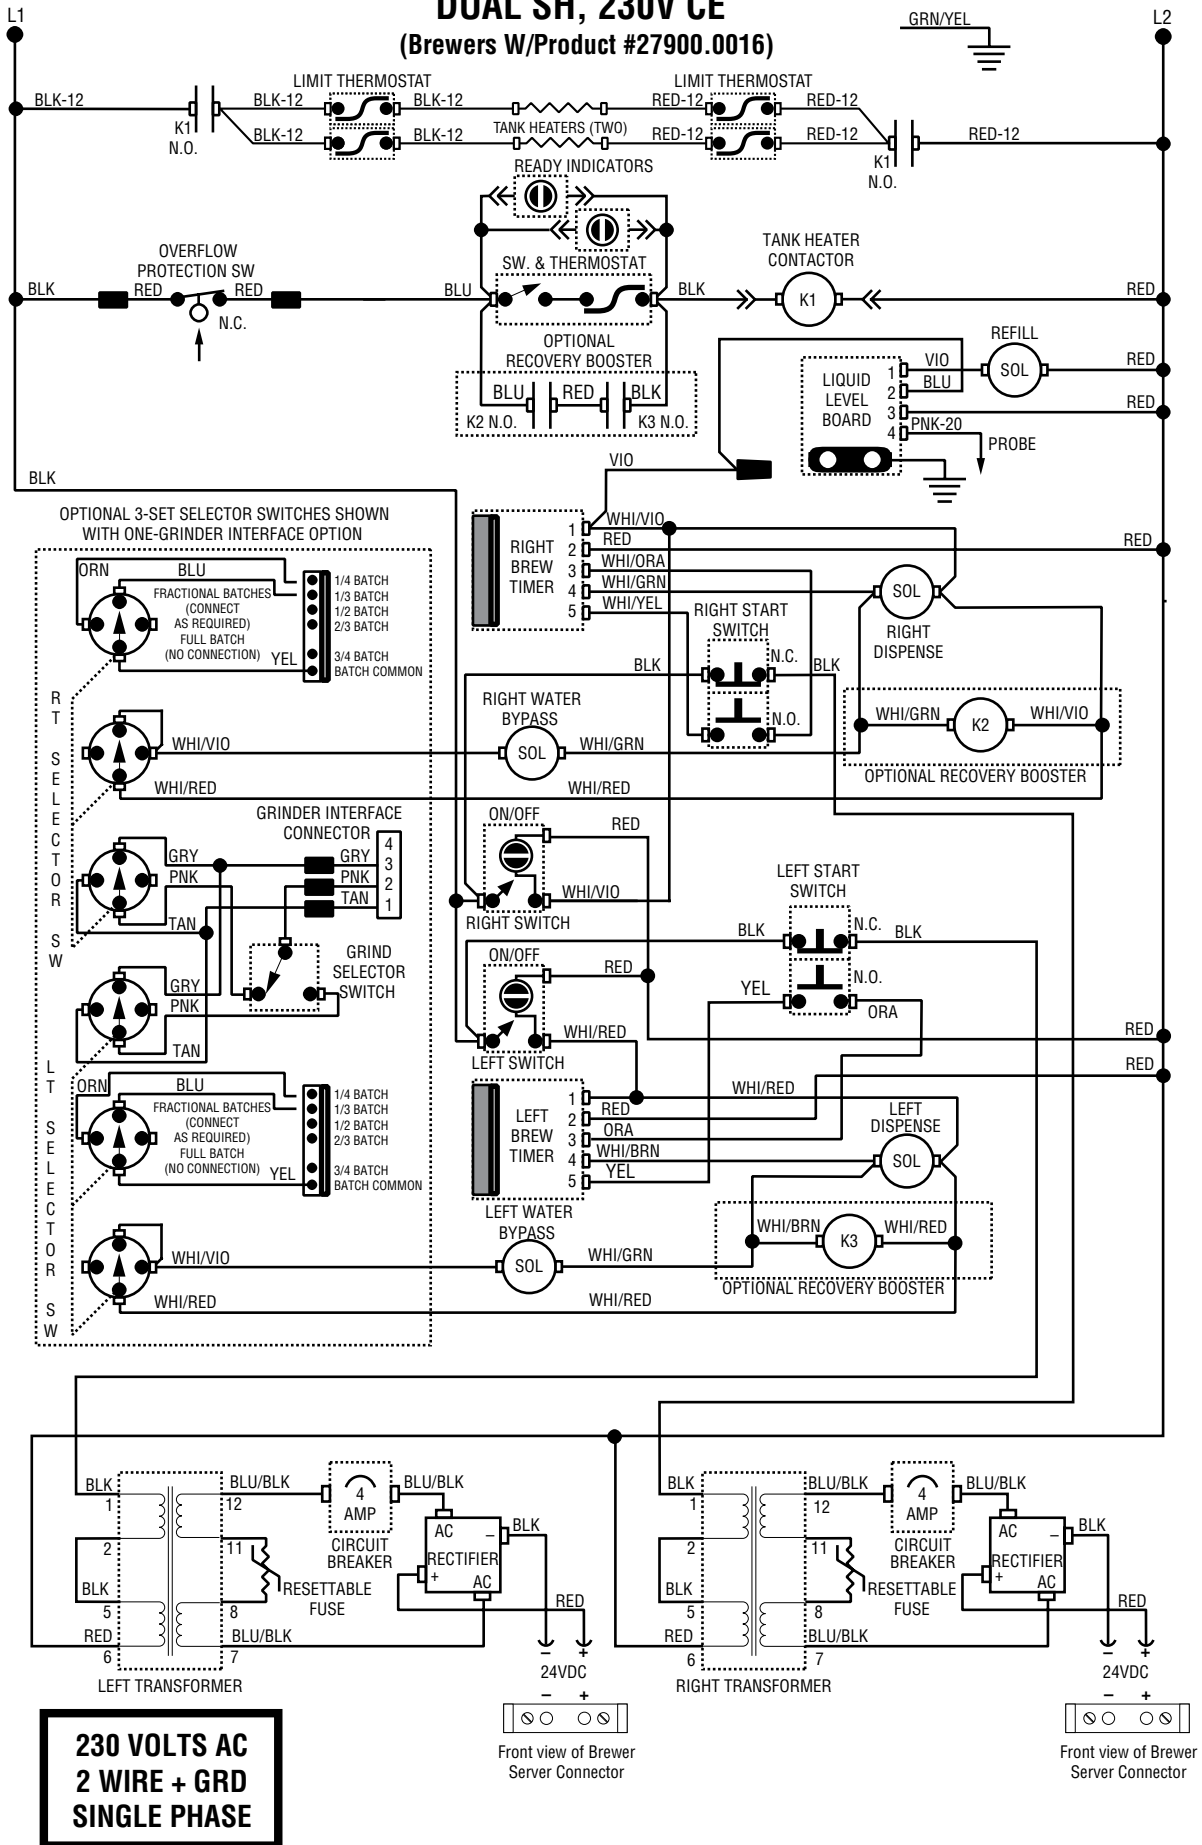 DUAL SH, 230V CE
(Brewers W/Product #27900.0016)
L1
GRN/YEL
L2
LIMIT THERMOSTAT
LIMIT THERMOSTAT
BLK-12
BLK-12
BLK-12
RED-12
RED-12
K1
N.O.
BLK-12
BLK-12
TANK HEATERS (TWO)
RED-12
RED-12
RED-12
K1
N.O.
READY INDICATORS
OVERFLOW
PROTECTION SW
SW. & THERMOSTAT
TANK HEATER
CONTACTOR
BLK
RED
RED
BLU
BLK
K1
RED
N.C.
OPTIONAL
RECOVERY BOOSTER
BLU
RED
BLK
K2 N.O.
K3 N.O.
REFILL
LIQUID
LEVEL
BOARD
1
VIO
SOL
RED
2
BLU
3
RED
4
PNK-20
PROBE
VIO
BLK
OPTIONAL 3-SET SELECTOR SWITCHES SHOWN
WITH ONE-GRINDER INTERFACE OPTION
ORN
BLU
FRACTIONAL BATCHES
(CONNECT
AS REQUIRED)
FULL BATCH
(NO CONNECTION)
YEL
1/4 BATCH
1/3 BATCH
1/2 BATCH
2/3 BATCH
3/4 BATCH
BATCH COMMON
RIGHT
BREW
TIMER
1
WHI/VIO
2
RED
RED
3
WHI/ORA
4
WHI/GRN
5
WHI/YEL
SOL
RIGHT
DISPENSE
RIGHT START
SWITCH
BLK
N.C.
BLK
N.O.
RT SELECTOR SW
RIGHT WATER
BYPASS
WHI/VIO
SOL
WHI/GRN
WHI/GRN
K2
WHI/VIO
OPTIONAL RECOVERY BOOSTER
WHI/RED
WHI/RED
GRINDER INTERFACE
CONNECTOR
GRY
GRY
PNK
PNK
TAN
TAN
4
3
2
1
ON/OFF
RED
WHI/VIO
RIGHT SWITCH
LEFT START
SWITCH
BLK
N.C.
BLK
N.O.
YEL
ORA
GRY
PNK
TAN
GRIND
SELECTOR
SWITCH
ON/OFF
RED
WHI/RED
LEFT SWITCH
RED
RED
LT SELECTOR SW
ORN
BLU
FRACTIONAL BATCHES
(CONNECT
AS REQUIRED)
FULL BATCH
(NO CONNECTION)
YEL
1/4 BATCH
1/3 BATCH
1/2 BATCH
2/3 BATCH
3/4 BATCH
BATCH COMMON
LEFT
BREW
TIMER
1
WHI/RED
2
RED
3
ORA
4
WHI/BRN
5
YEL
LEFT
DISPENSE
SOL
LEFT WATER
BYPASS
WHI/VIO
SOL
WHI/GRN
WHI/BRN
K3
WHI/RED
OPTIONAL RECOVERY BOOSTER
WHI/RED
WHI/RED
BLK
1
2
BLK
5
RED
6
BLU/BLK
12
11
8
BLU/BLK
7
4
AMP
CIRCUIT
BREAKER
BLU/BLK
RESETTABLE
FUSE
AC
–
RECTIFIER
+
AC
BLK
RED
– +
24VDC
– +
Front view of Brewer
Server Connector
LEFT TRANSFORMER
BLK
1
2
BLK
5
RED
6
BLU/BLK
12
11
8
BLU/BLK
7
4
AMP
CIRCUIT
BREAKER
BLU/BLK
RESETTABLE
FUSE
AC
–
RECTIFIER
+
AC
BLK
RED
– +
24VDC
– +
Front view of Brewer
Server Connector
RIGHT TRANSFORMER
230 VOLTS AC
2 WIRE + GRD
SINGLE PHASE